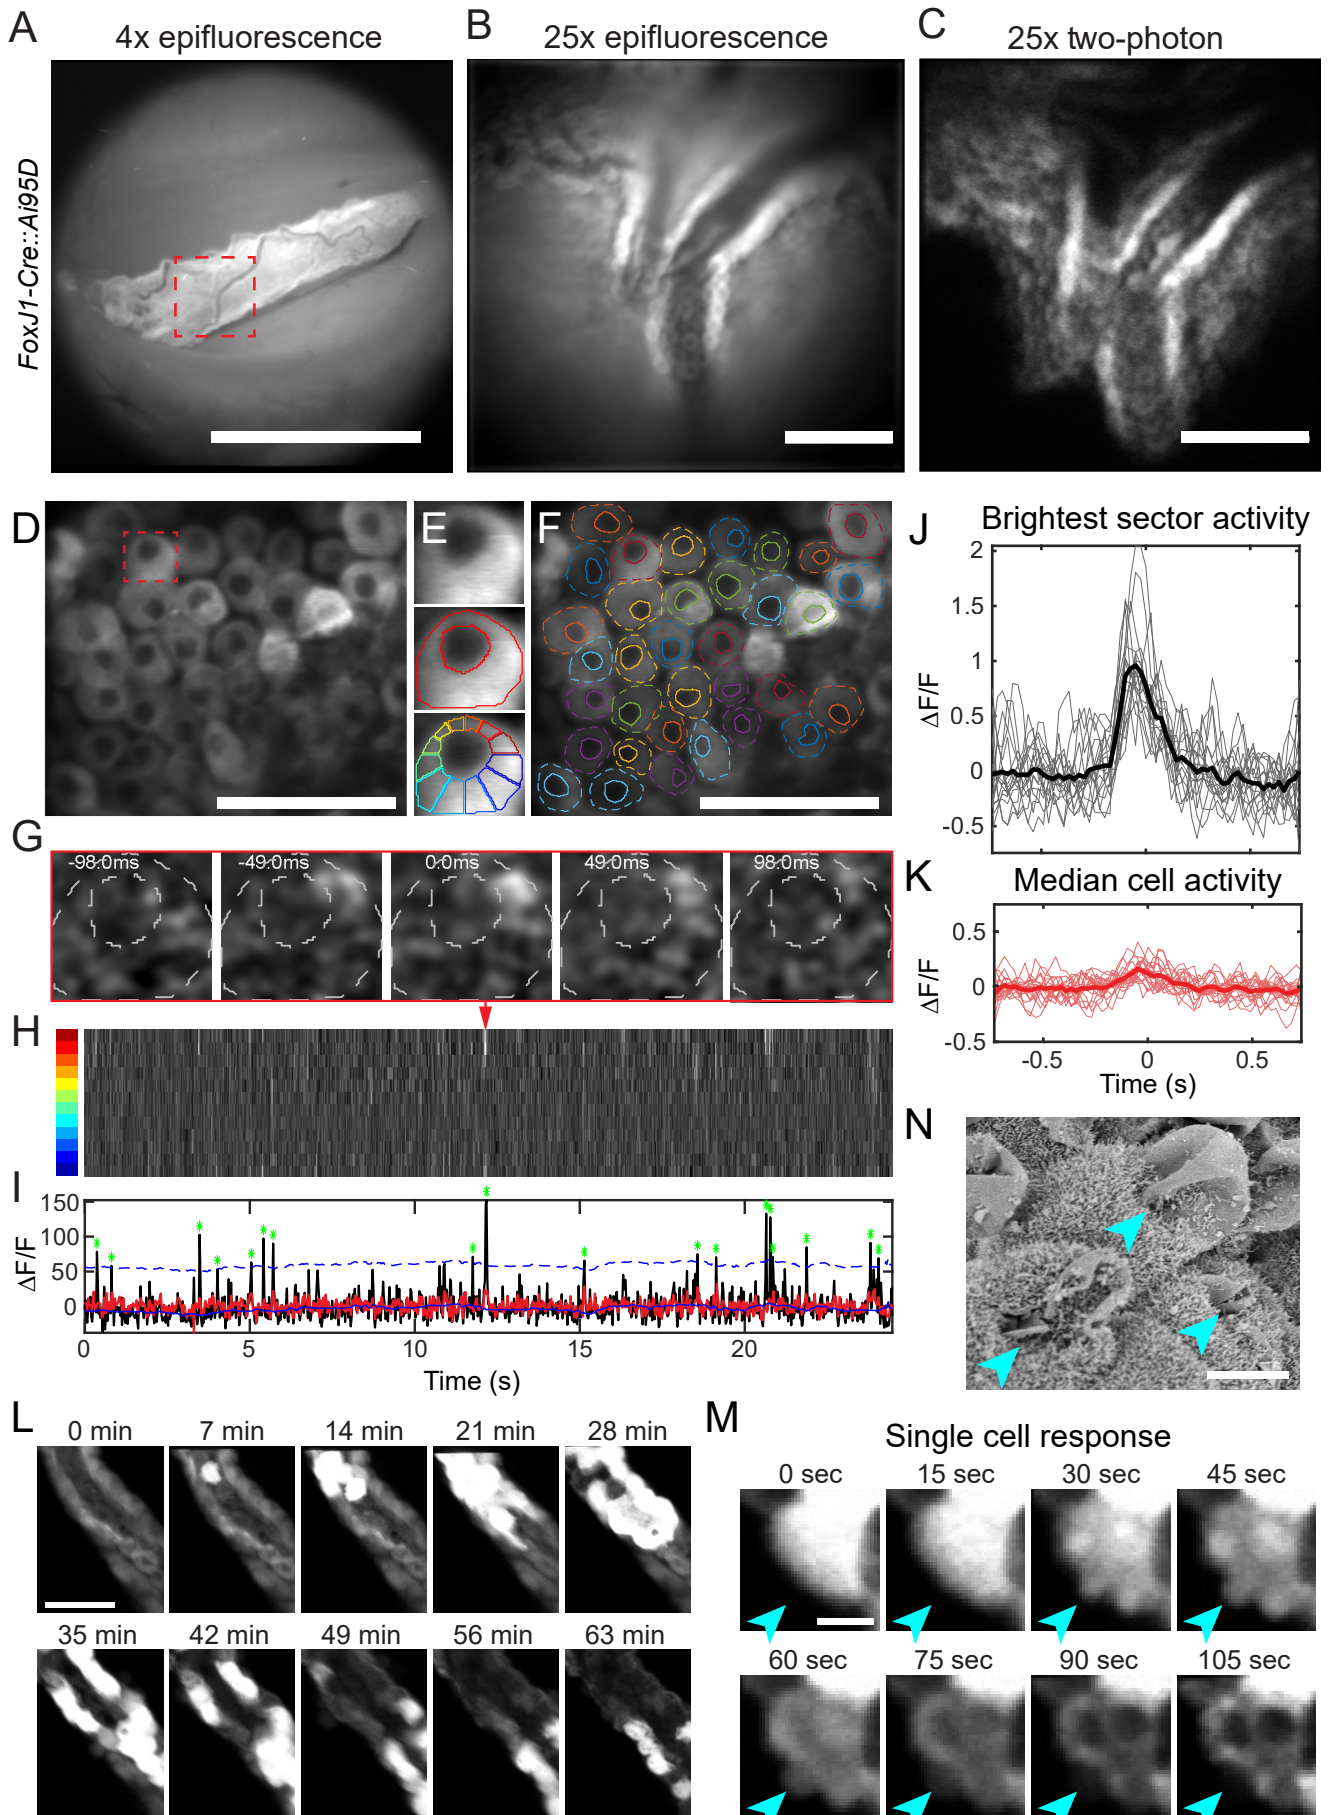 A
4x epifluorescence
B
25x epifluorescence
C
25x two-photon
FoxJ1-Cre::Ai95D
D
E
F
J
Brightest sector activity
2
1.5
1
0.5
0
-0.5
ΔF/F
-0.5
0
0.5
G
-98.0ms
-49.0ms
0.0ms
49.0ms
98.0ms
K
Median cell activity
0.5
0
-0.5
ΔF/F
-0.5
0
0.5
Time (s)
H
I
150
100
50
0
ΔF/F
0
5
10
15
20
Time (s)
N
L
0 min
7 min
14 min
21 min
28 min
35 min
42 min
49 min
56 min
63 min
M
Single cell response
0 sec
15 sec
30 sec
45 sec
60 sec
75 sec
90 sec
105 sec